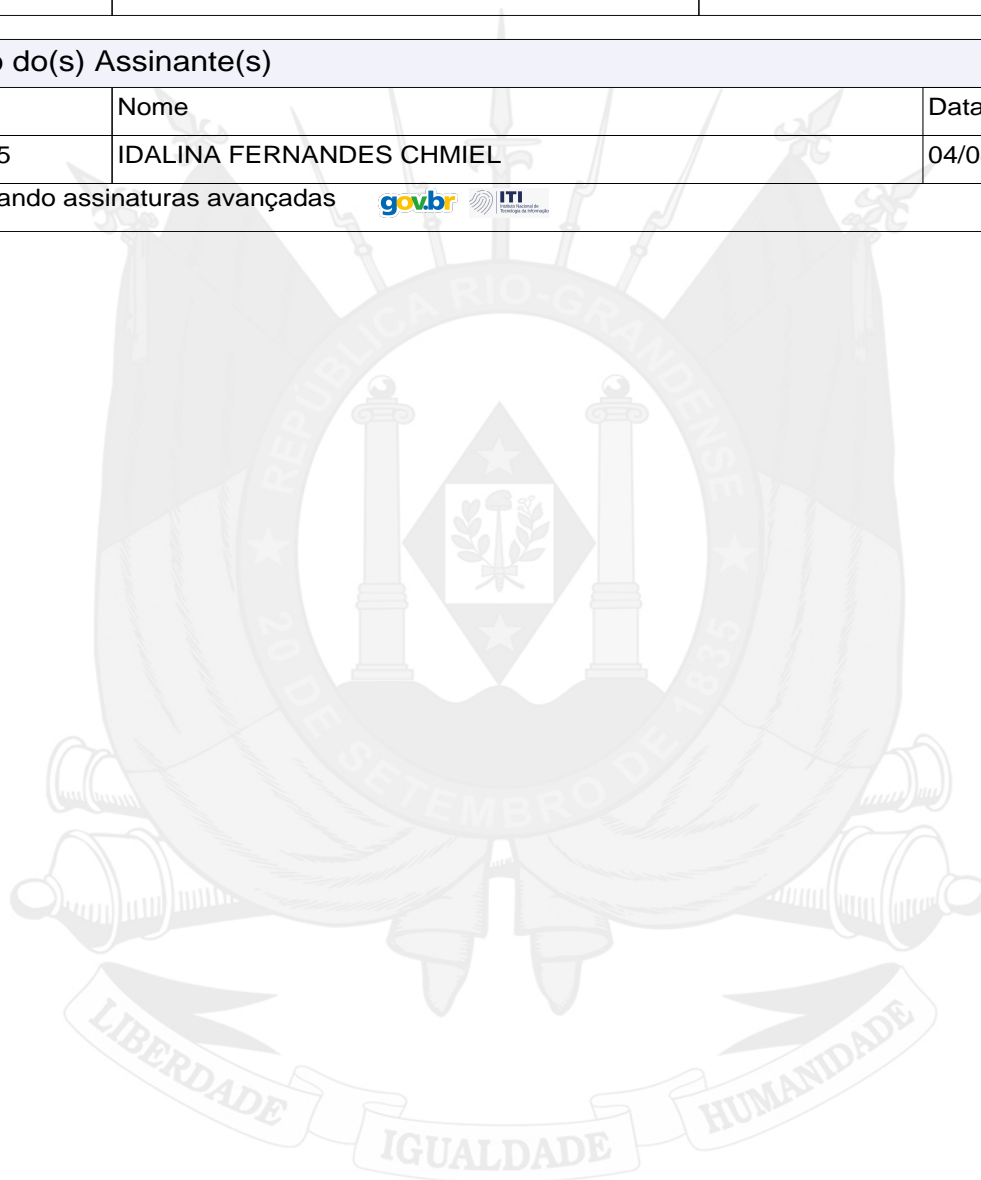 o do(s) Assinante(s)
Nome Data
5 IDALINA FERNANDES CHMIEL 04/0
ando assinaturas avançadas gov.br ITI
REPÚBLICA RIO-GRANDENSE
20 DE SETEMBRO DE 1835
LIBERDADE IGUALDADE HUMANIDADE